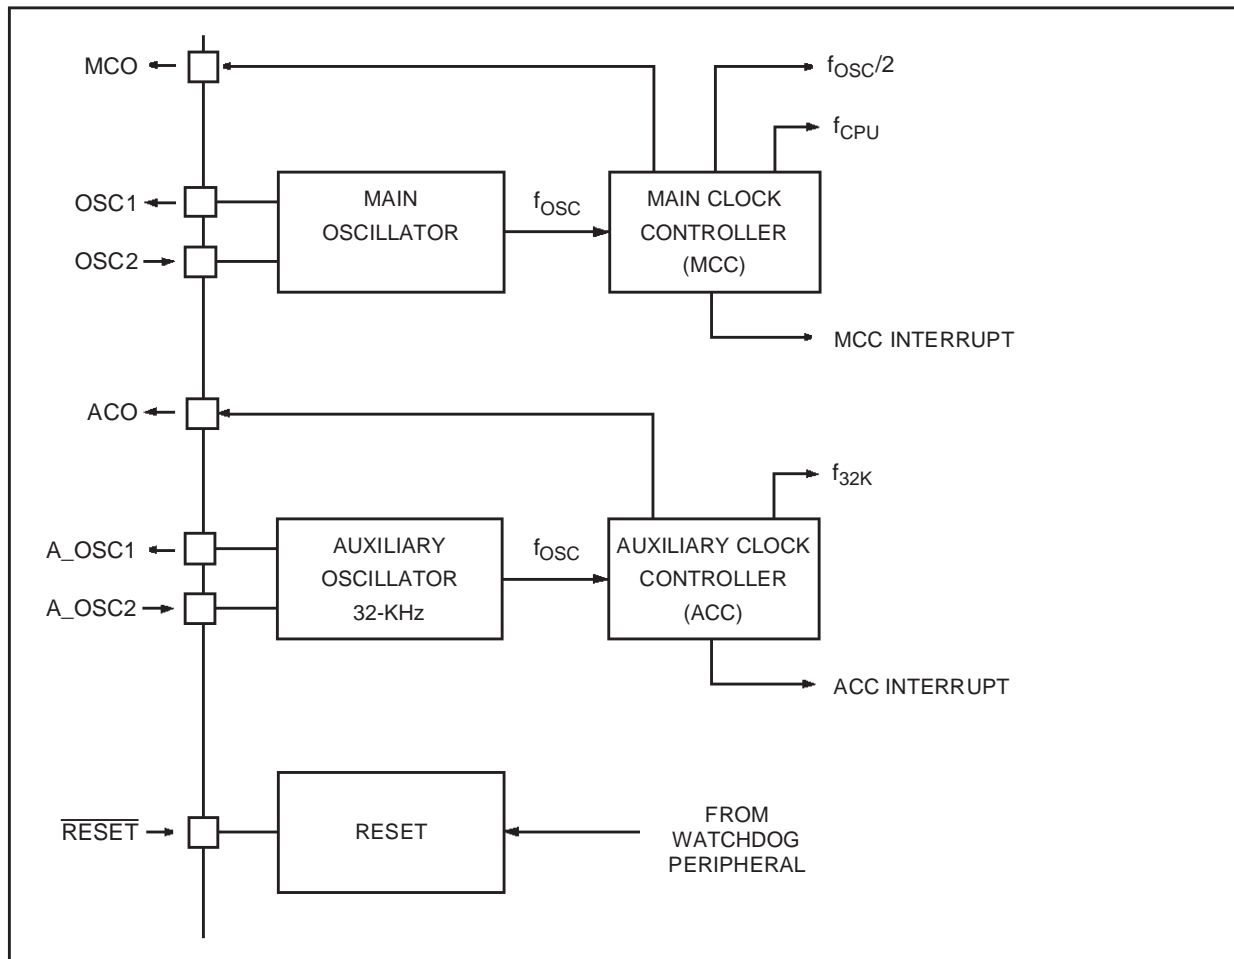 MCO
fOSC/2
fCPU
OSC1
OSC2
MAIN
OSCILLATOR
fOSC
MAIN CLOCK
CONTROLLER
(MCC)
MCC INTERRUPT
ACO
f32K
A_OSC1
A_OSC2
AUXILIARY
OSCILLATOR
32-KHz
fOSC
AUXILIARY CLOCK
CONTROLLER
(ACC)
ACC INTERRUPT
RESET
RESET
FROM
WATCHDOG
PERIPHERAL